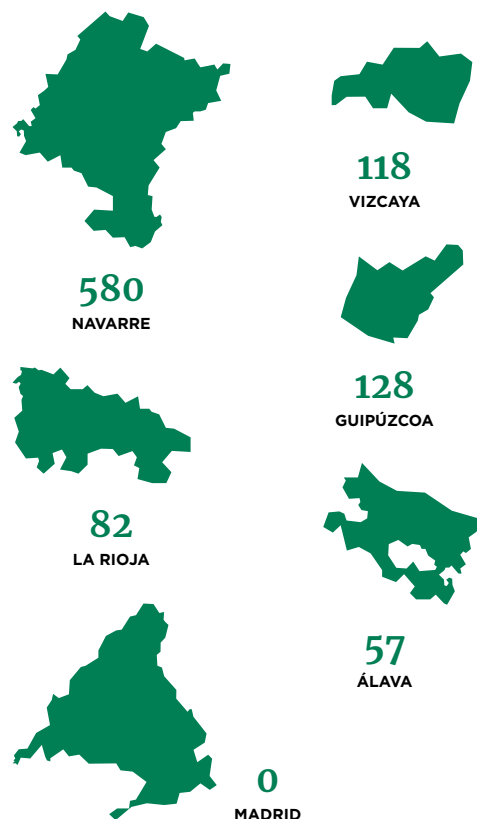 118
VIZCAYA
580
NAVARRE
128
GUIPÚZCOA
82
LA RIOJA
57
ÁLAVA
0
MADRID